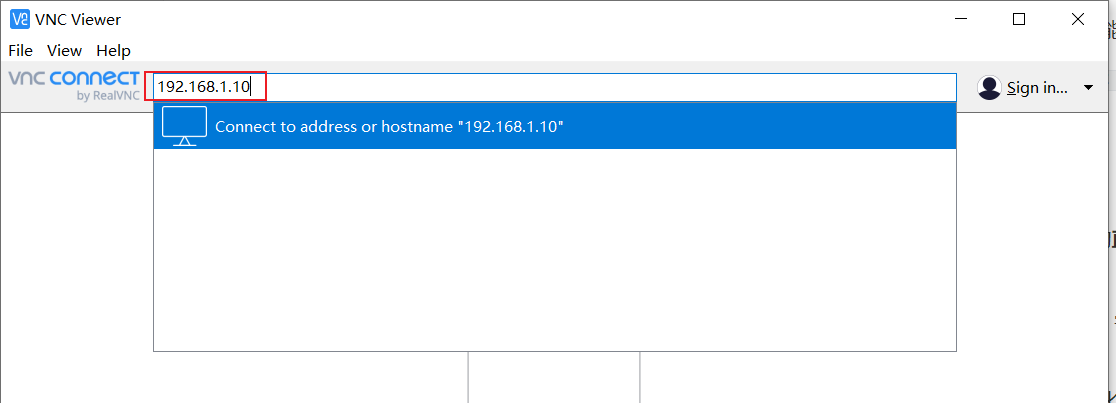 VNC Viewer
File View Help
vnc connect
by RealVNC
192.168.1.10
Sign in...
Connect to address or hostname "192.168.1.10"